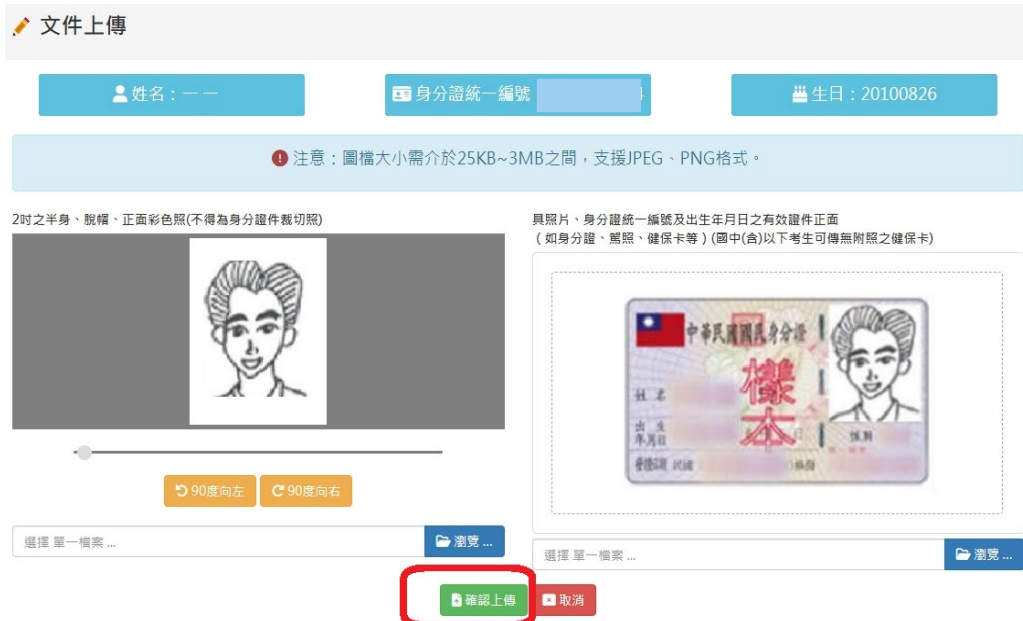 文件上傳
姓名：一 一
身分證統一編號
生日：20100826
注意：圖檔大小需介於25KB~3MB之間，支援JPEG、PNG格式。
2吋之半身、脫帽、正面彩色照(不得為身分證件裁切照)
具照片、身分證統一編號及出生年月日之有效證件正面
（如身分證、駕照、健保卡等）(國中(含)以下考生可傳無附照之健保卡)
中華民國國民身分證
樣本
姓名
出生
年月日
日
性別
發證日期 民國
90度向左
90度向右
選擇 單一檔案 ...
瀏覽 ...
選擇 單一檔案 ...
瀏覽 ...
確認上傳
取消